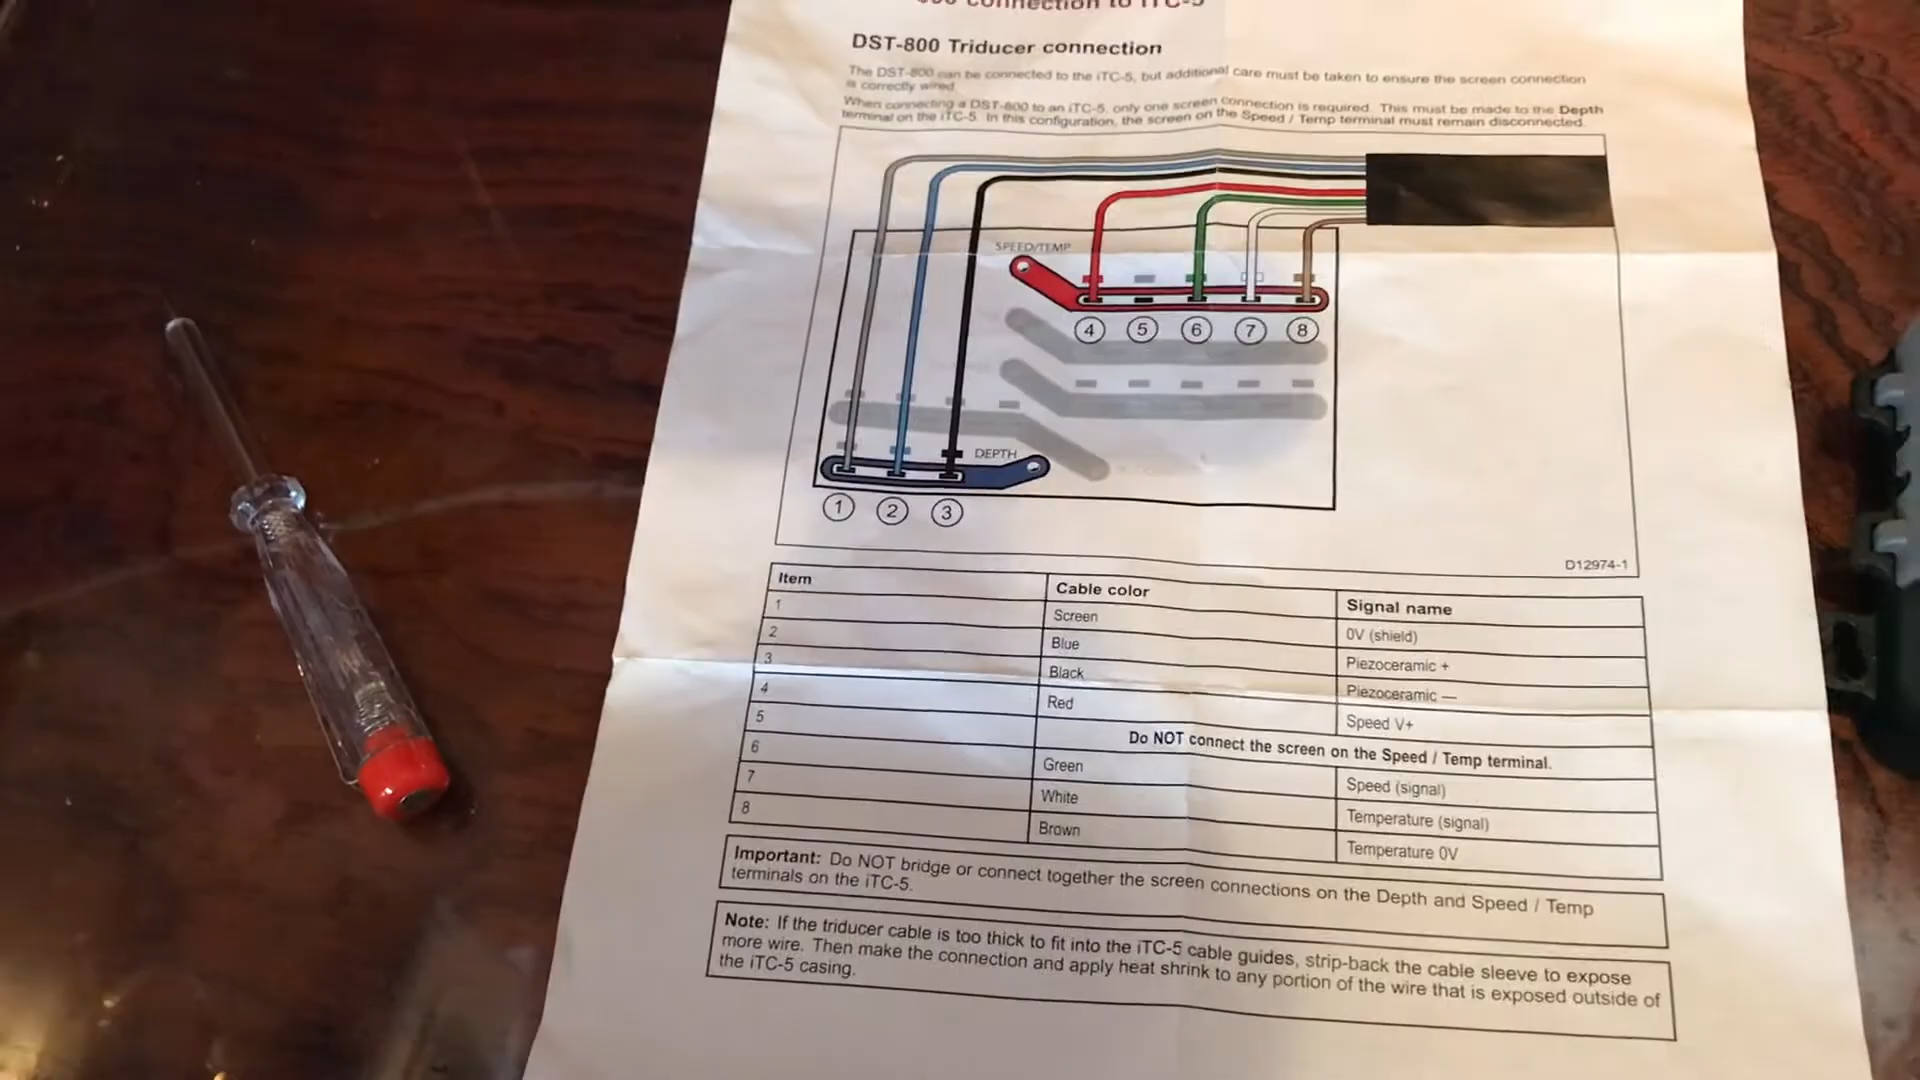 connection to iTC-5
DST-800 Triducer connection
The DST-800 can be connected to the iTC-5, but additional care must be taken to ensure the screen connection
is correctly wired.
When connecting a DST-800 to an iTC-5, only one screen connection is required. This must be made to the Depth
terminal on the iTC-5. In this configuration, the screen on the Speed / Temp terminal must remain disconnected.
SPEED/TEMP
4 5 6 7 8
DEPTH
1 2 3
D12974-1
Item Cable color Signal name
1 Screen 0V (shield)
2 Blue Piezoceramic +
3 Black Piezoceramic —
4 Red Speed V+
5 Do NOT connect the screen on the Speed / Temp terminal.
6 Green Speed (signal)
7 White Temperature (signal)
8 Brown Temperature 0V
Important: Do NOT bridge or connect together the screen connections on the Depth and Speed / Temp
terminals on the iTC-5.
Note: If the triducer cable is too thick to fit into the iTC-5 cable guides, strip-back the cable sleeve to expose
more wire. Then make the connection and apply heat shrink to any portion of the wire that is exposed outside of
the iTC-5 casing.